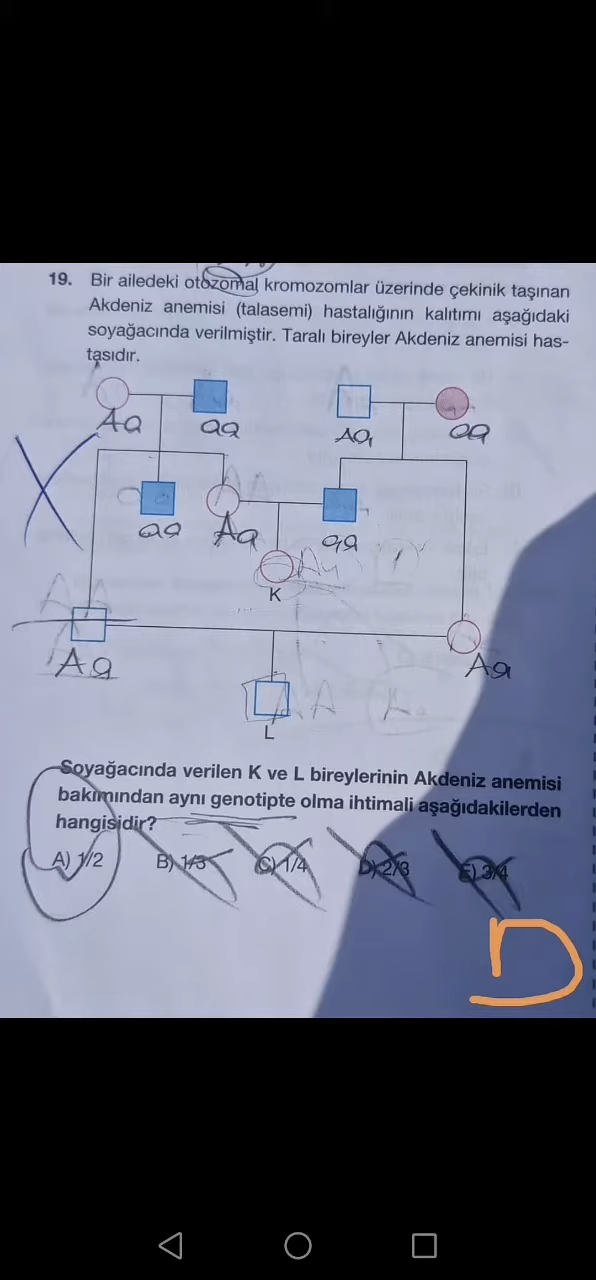 19. Bir ailedeki otozomal kromozomlar üzerinde çekinik taşınan
Akdeniz anemisi (talasemi) hastalığının kalıtımı aşağıdaki
soyağacında verilmiştir. Taralı bireyler Akdeniz anemisi has-
tasıdır.
Aa aa Aa aa
aa Aa aa
K
Aa Aa
L
Soyağacında verilen K ve L bireylerinin Akdeniz anemisi
bakımından aynı genotipte olma ihtimali aşağıdakilerden
hangisidir?
A) 1/2 B) 1/3 C) 1/4 D) 2/3 E) 3/4
D